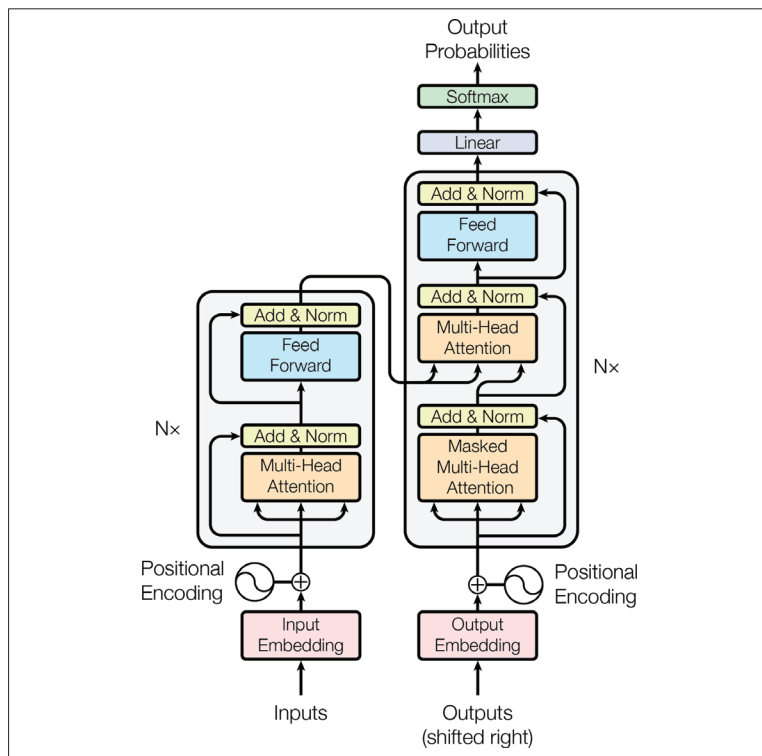 Output
Probabilities
Softmax
Linear
Add & Norm
Feed
Forward
Add & Norm
Multi-Head
Attention
Add & Norm
Masked
Multi-Head
Attention
N×
Positional
Encoding
Output
Embedding
Outputs
(shifted right)
Add & Norm
Feed
Forward
Add & Norm
Multi-Head
Attention
N×
Positional
Encoding
Input
Embedding
Inputs